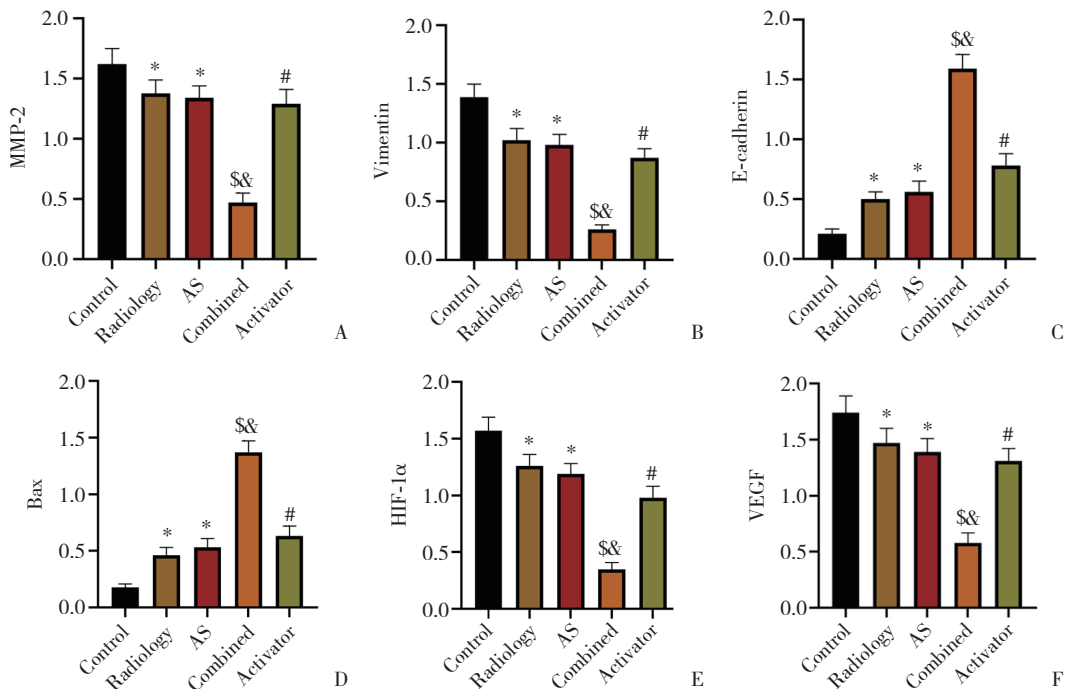 MMP-2
2.0
1.5
1.0
0.5
0.0
* * $& #
Control Radiology AS Combined Activator
A
Vimentin
2.0
1.5
1.0
0.5
0.0
* * $& #
Control Radiology AS Combined Activator
B
E-cadherin
2.0
1.5
1.0
0.5
0.0
* * $& #
Control Radiology AS Combined Activator
C
Bax
2.0
1.5
1.0
0.5
0.0
* * $& #
Control Radiology AS Combined Activator
D
HIF-1α
2.0
1.5
1.0
0.5
0.0
* * $& #
Control Radiology AS Combined Activator
E
VEGF
2.0
1.5
1.0
0.5
0.0
* * $& #
Control Radiology AS Combined Activator
F